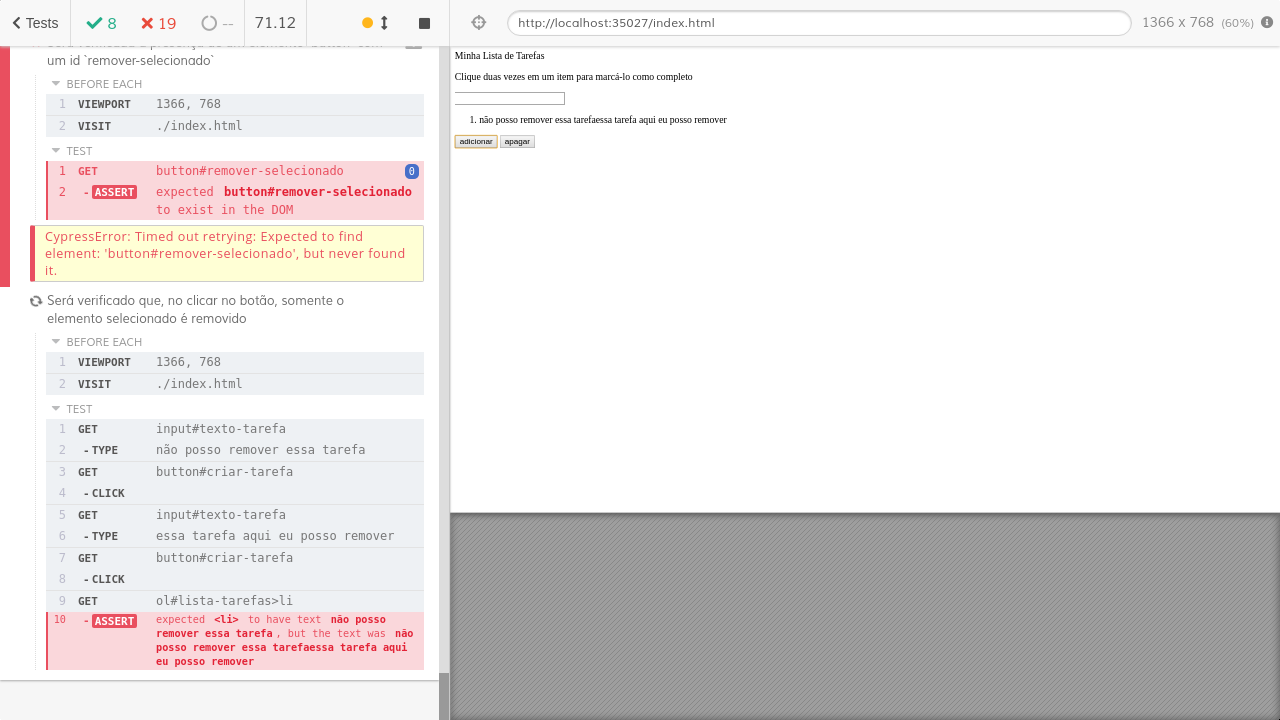 Tests
8
19
--
71.12
um id `remover-selecionado`
BEFORE EACH
1 VIEWPORT 1366, 768
2 VISIT ./index.html
TEST
1 GET button#remover-selecionado 0
2 - ASSERT expected button#remover-selecionado
to exist in the DOM
CypressError: Timed out retrying: Expected to find
element: 'button#remover-selecionado', but never found
it.
Será verificado que, no clicar no botão, somente o
elemento selecionado é removido
BEFORE EACH
1 VIEWPORT 1366, 768
2 VISIT ./index.html
TEST
1 GET input#texto-tarefa
2 - TYPE não posso remover essa tarefa
3 GET button#criar-tarefa
4 - CLICK
5 GET input#texto-tarefa
6 - TYPE essa tarefa aqui eu posso remover
7 GET button#criar-tarefa
8 - CLICK
9 GET ol#lista-tarefas>li
10 - ASSERT expected <li> to have text não posso
remover essa tarefa, but the text was não
posso remover essa tarefaessa tarefa aqui
eu posso remover
http://localhost:35027/index.html
1366 x 768 (60%)
Minha Lista de Tarefas
Clique duas vezes em um item para marcá-lo como completo
1. não posso remover essa tarefaessa tarefa aqui eu posso remover
adicionar apagar